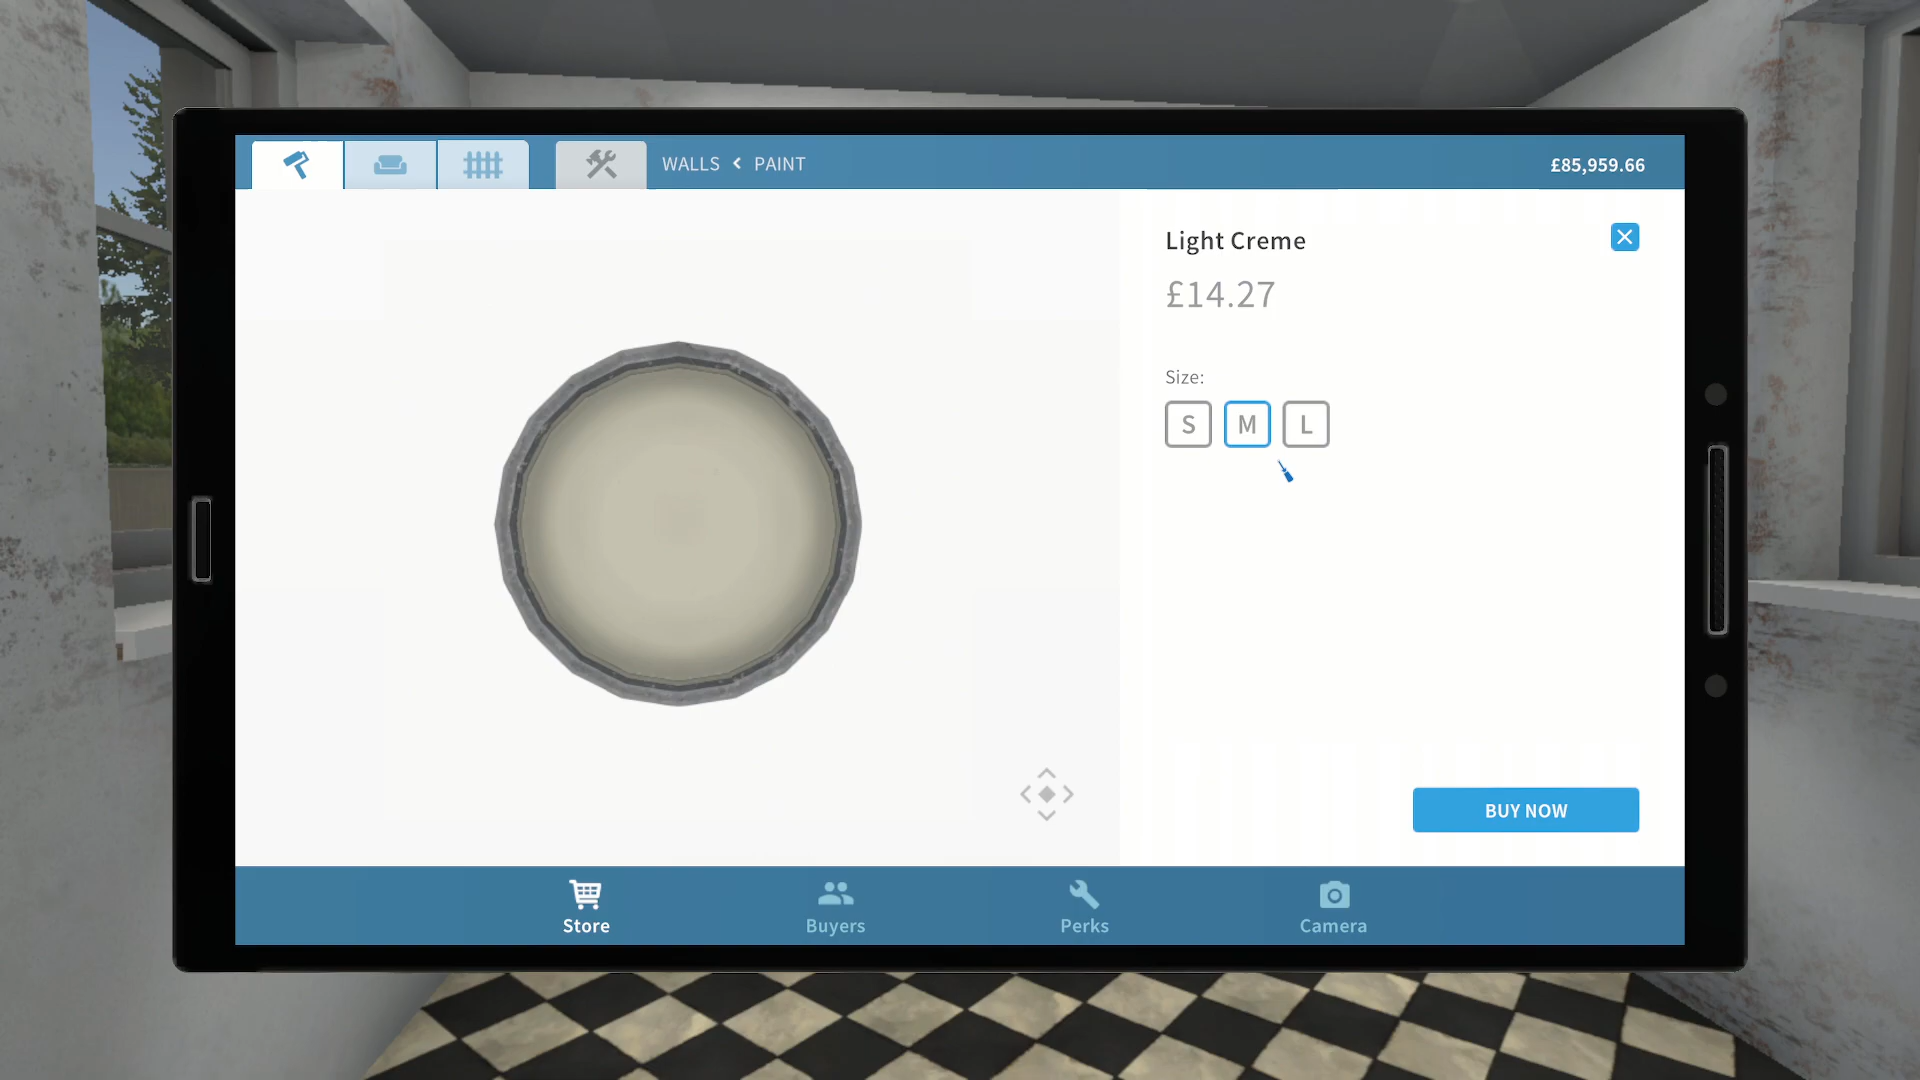 WALLS < PAINT
£85,959.66
Light Creme
£14.27
Size:
S M L
BUY NOW
Store Buyers Perks Camera